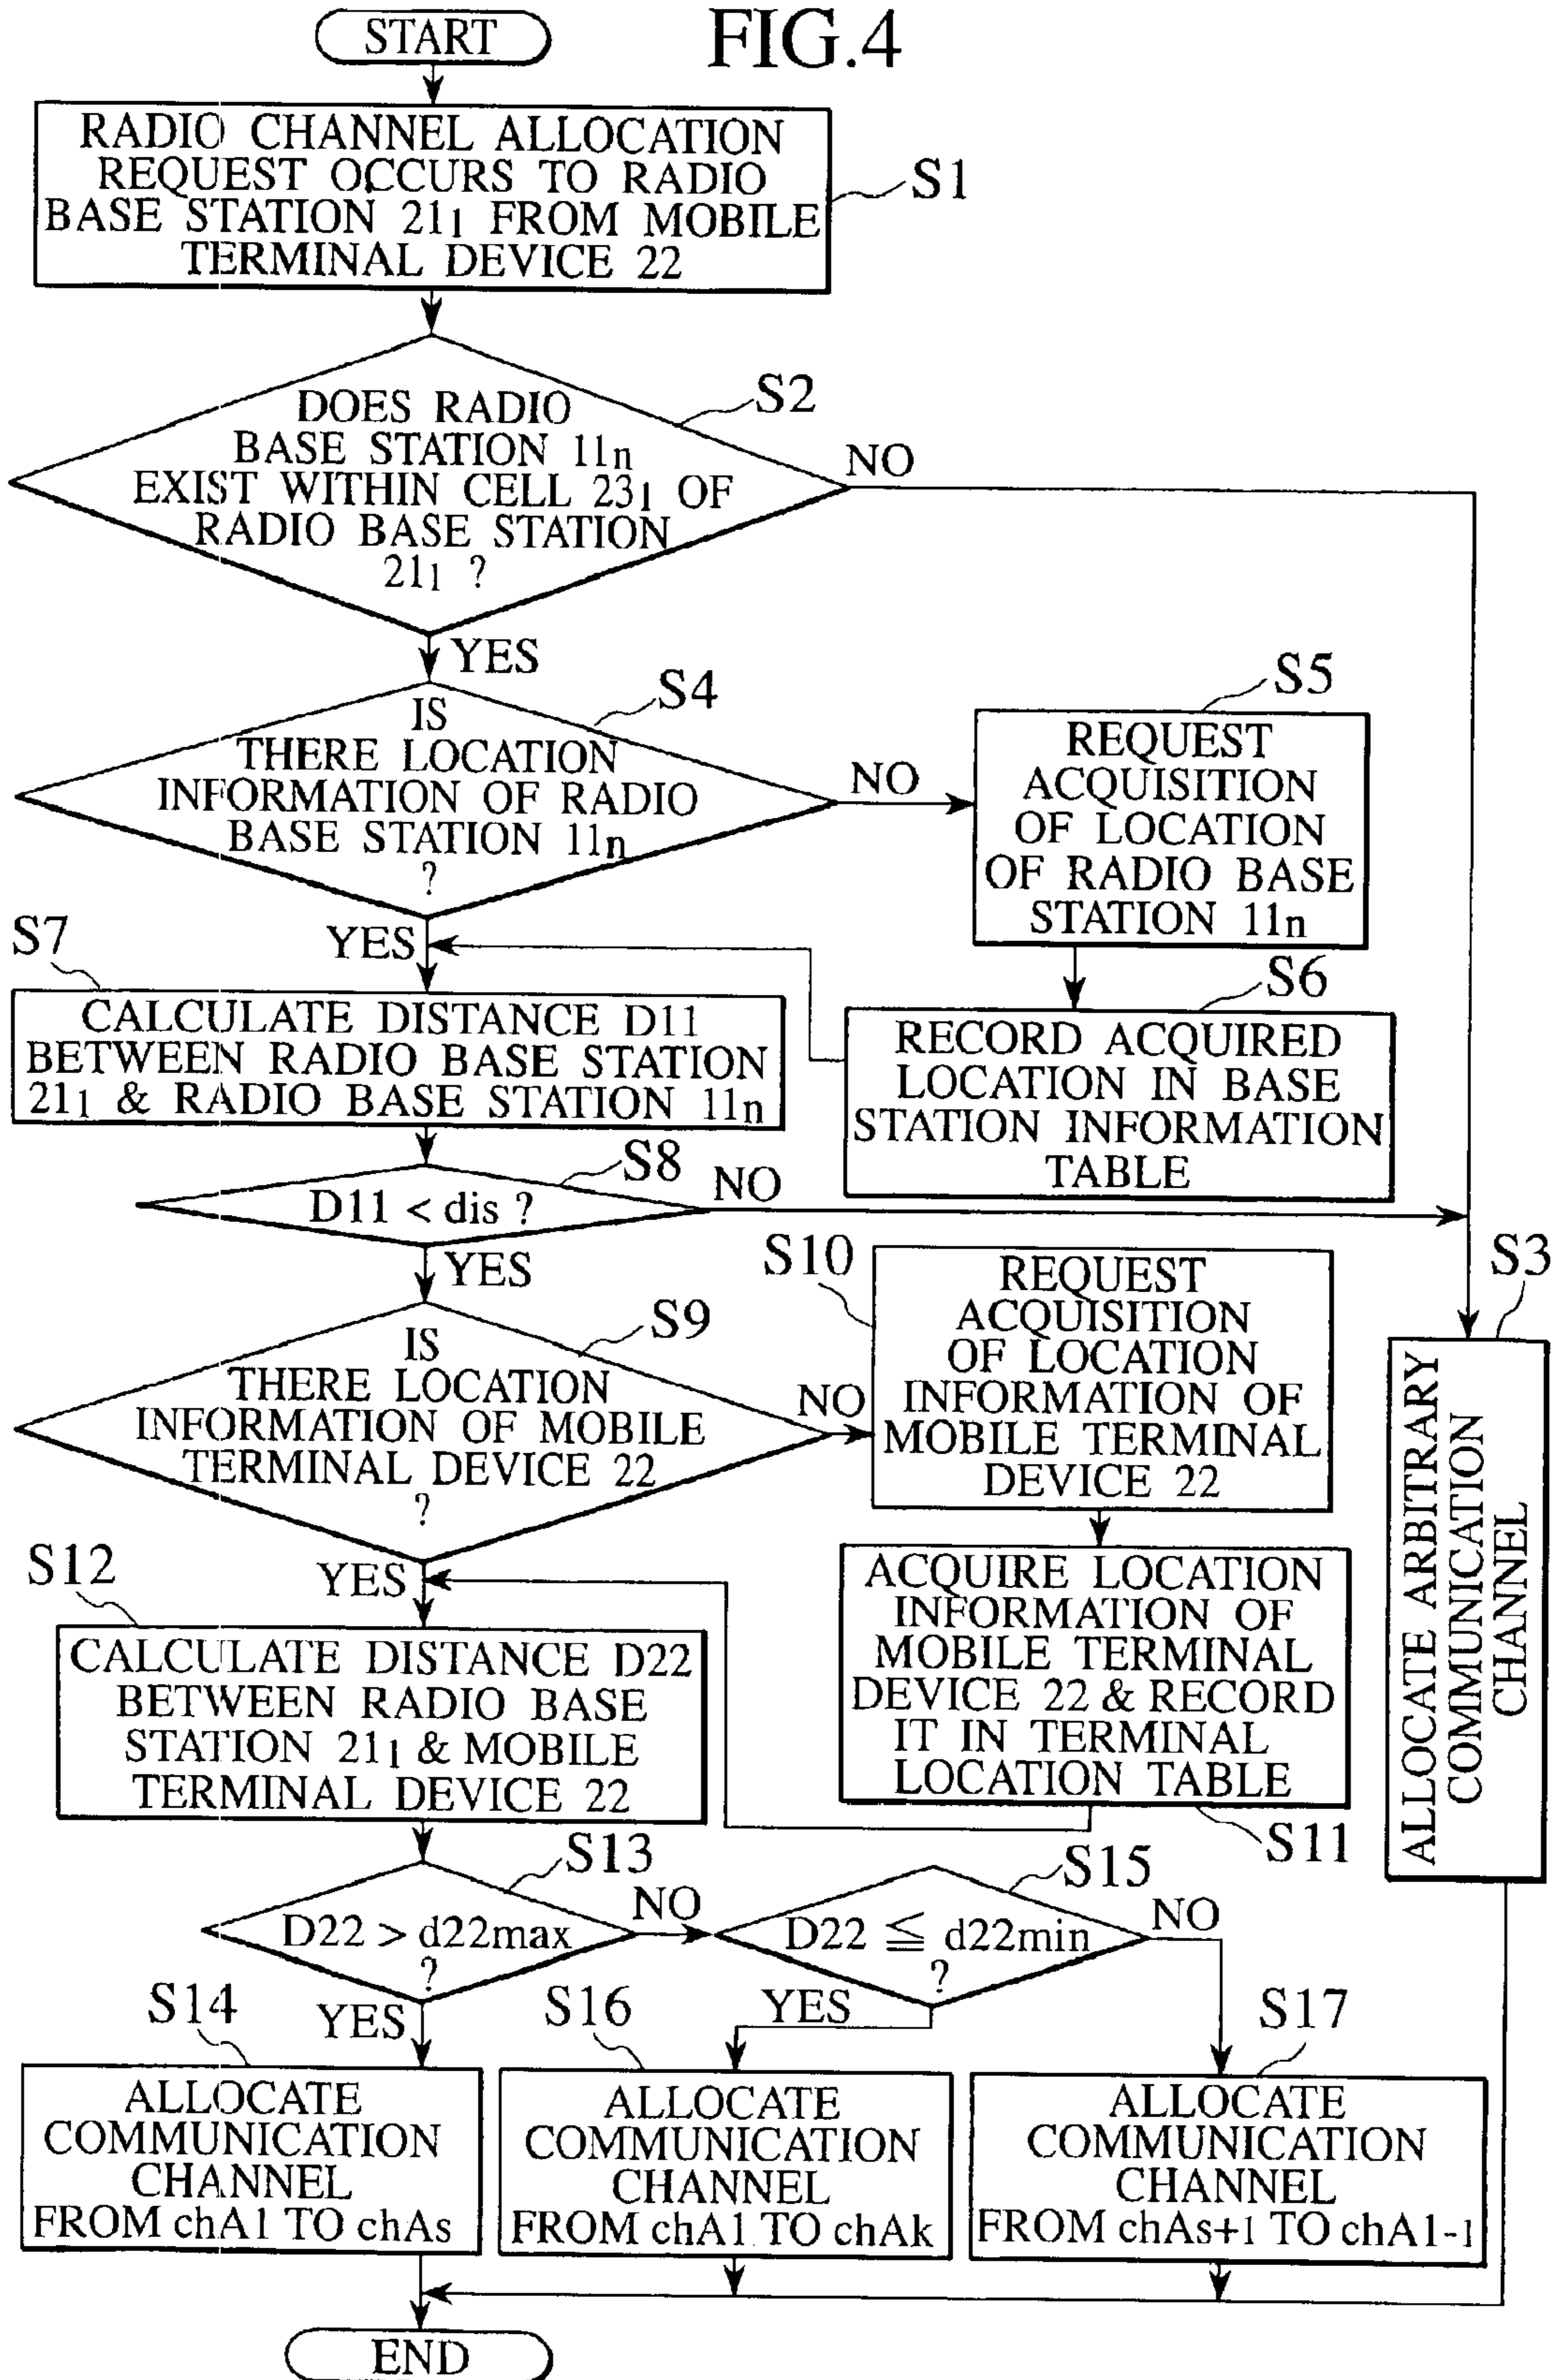 FIG.4
START
RADIO CHANNEL ALLOCATION
REQUEST OCCURS TO RADIO
BASE STATION 211 FROM MOBILE
TERMINAL DEVICE 22
S1
DOES RADIO
BASE STATION 11n
EXIST WITHIN CELL 231 OF
RADIO BASE STATION
211 ?
S2
NO
YES
IS
THERE LOCATION
INFORMATION OF RADIO
BASE STATION 11n
?
S4
NO
S5
REQUEST
ACQUISITION
OF LOCATION
OF RADIO BASE
STATION 11n
YES
S6
RECORD ACQUIRED
LOCATION IN BASE
STATION INFORMATION
TABLE
S7
CALCULATE DISTANCE D11
BETWEEN RADIO BASE STATION
211 & RADIO BASE STATION 11n
S8
D11 < dis ?
NO
YES
S3
ALLOCATE ARBITRARY
COMMUNICATION
CHANNEL
S9
IS
THERE LOCATION
INFORMATION OF MOBILE
TERMINAL DEVICE 22
?
NO
S10
REQUEST
ACQUISITION
OF LOCATION
INFORMATION OF
MOBILE TERMINAL
DEVICE 22
YES
ACQUIRE LOCATION
INFORMATION OF
MOBILE TERMINAL
DEVICE 22 & RECORD
IT IN TERMINAL
LOCATION TABLE
S11
S12
CALCULATE DISTANCE D22
BETWEEN RADIO BASE
STATION 211 & MOBILE
TERMINAL DEVICE 22
S13
D22 > d22max
?
NO
YES
S15
D22 ≦ d22min
?
NO
YES
S14
ALLOCATE
COMMUNICATION
CHANNEL
FROM chA1 TO chAs
S16
ALLOCATE
COMMUNICATION
CHANNEL
FROM chA1 TO chAk
S17
ALLOCATE
COMMUNICATION
CHANNEL
FROM chAs+1 TO chA1-1
END